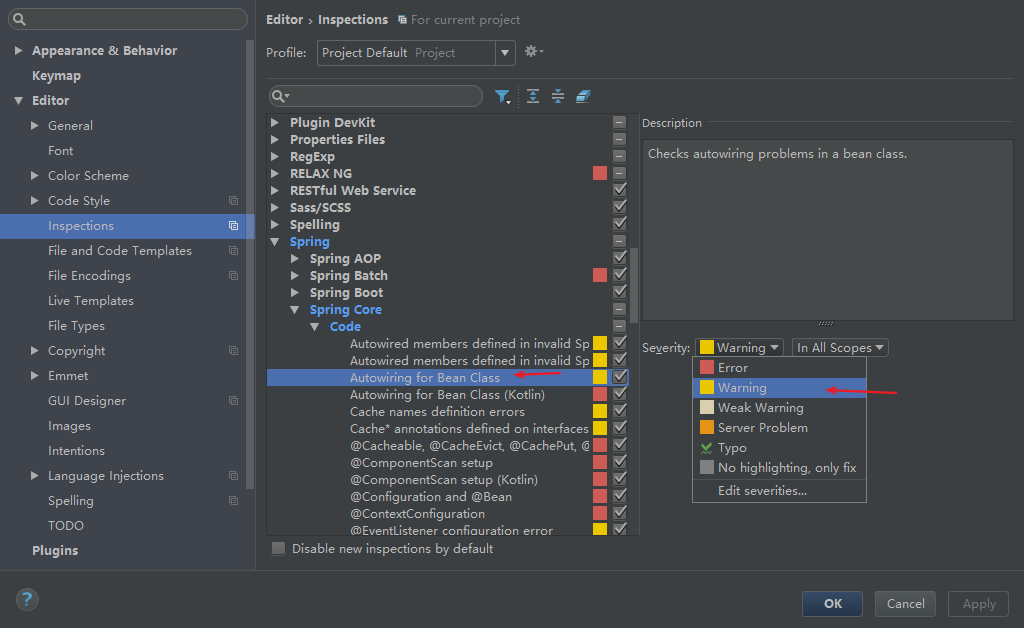 Editor › Inspections For current project
Profile: Project Default Project
Appearance & Behavior
Keymap
Editor
General
Font
Color Scheme
Code Style
Inspections
File and Code Templates
File Encodings
Live Templates
File Types
Copyright
Emmet
GUI Designer
Images
Intentions
Language Injections
Spelling
TODO
Plugins
Plugin DevKit
Properties Files
RegExp
RELAX NG
RESTful Web Service
Sass/SCSS
Spelling
Spring
Spring AOP
Spring Batch
Spring Boot
Spring Core
Code
Autowired members defined in invalid Sp
Autowired members defined in invalid Sp
Autowiring for Bean Class
Autowiring for Bean Class (Kotlin)
Cache names definition errors
Cache* annotations defined on interfaces
@Cacheable, @CacheEvict, @CachePut, @
@ComponentScan setup
@ComponentScan setup (Kotlin)
@Configuration and @Bean
@ContextConfiguration
@EventListener configuration error
Disable new inspections by default
Description
Checks autowiring problems in a bean class.
Severity: Warning In All Scopes
Error
Warning
Weak Warning
Server Problem
Typo
No highlighting, only fix
Edit severities...
?
OK Cancel Apply